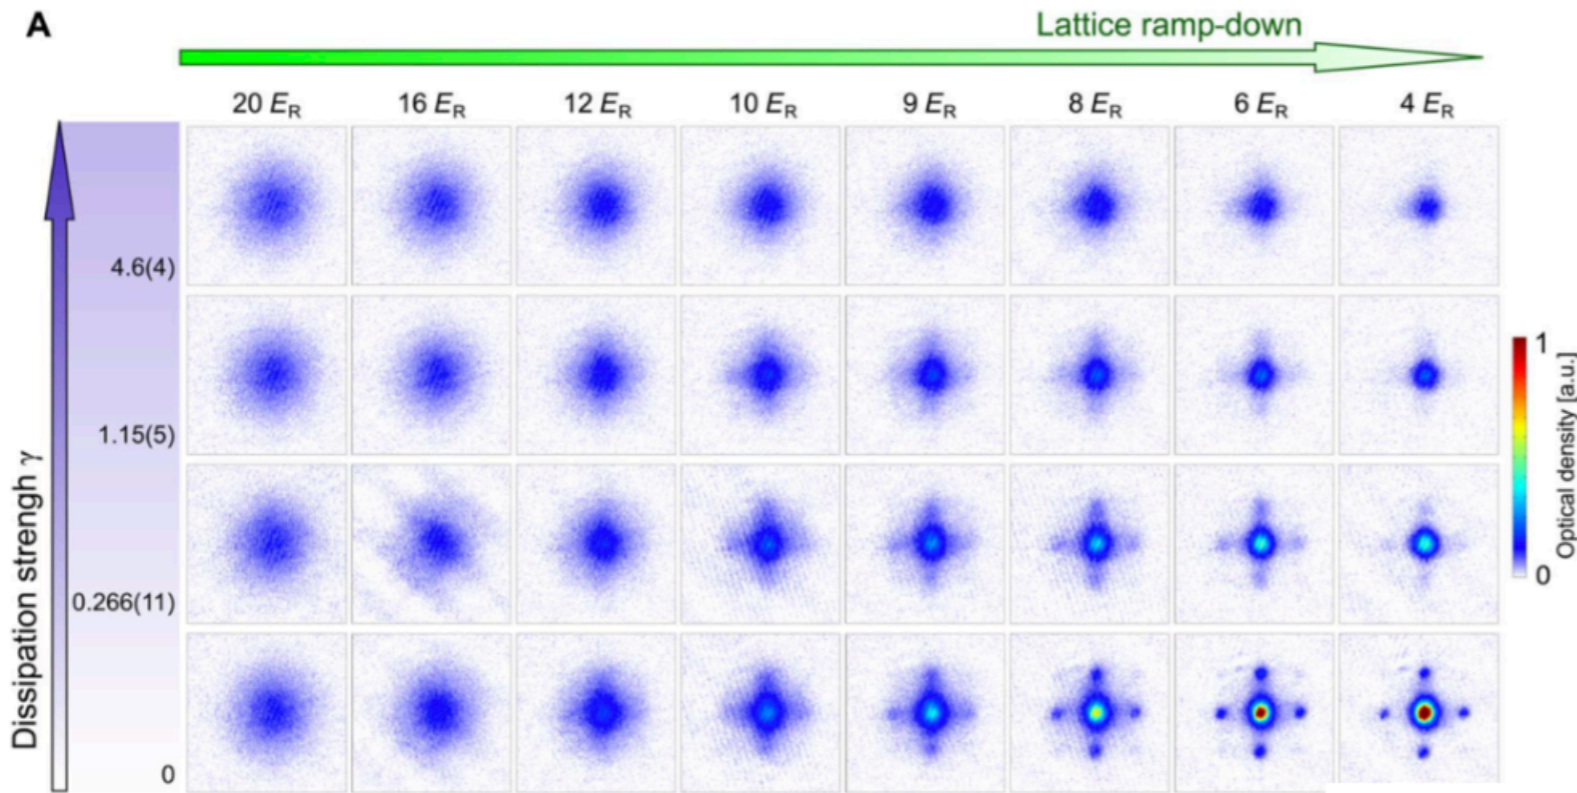 A
Lattice ramp-down
20 E_R 16 E_R 12 E_R 10 E_R 9 E_R 8 E_R 6 E_R 4 E_R
4.6(4)
1.15(5)
0.266(11)
0
Dissipation strengh γ
1
0
Optical density [a.u.]